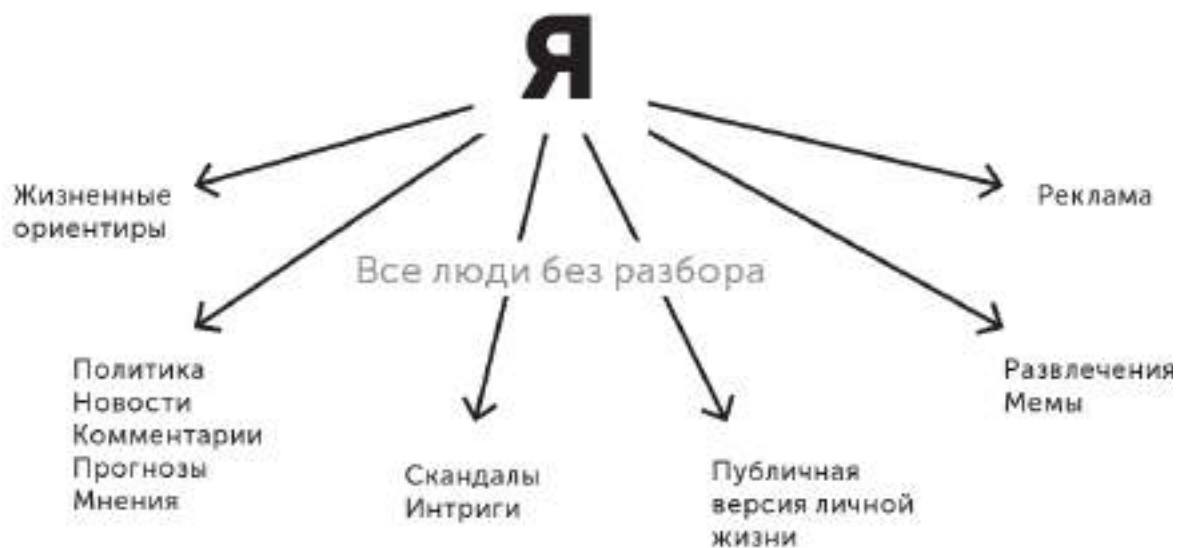 Я
Жизненные
ориентиры
Реклама
Все люди без разбора
Политика
Новости
Комментарии
Прогнозы
Мнения
Скандалы
Интриги
Публичная
версия личной
жизни
Развлечения
Мемы